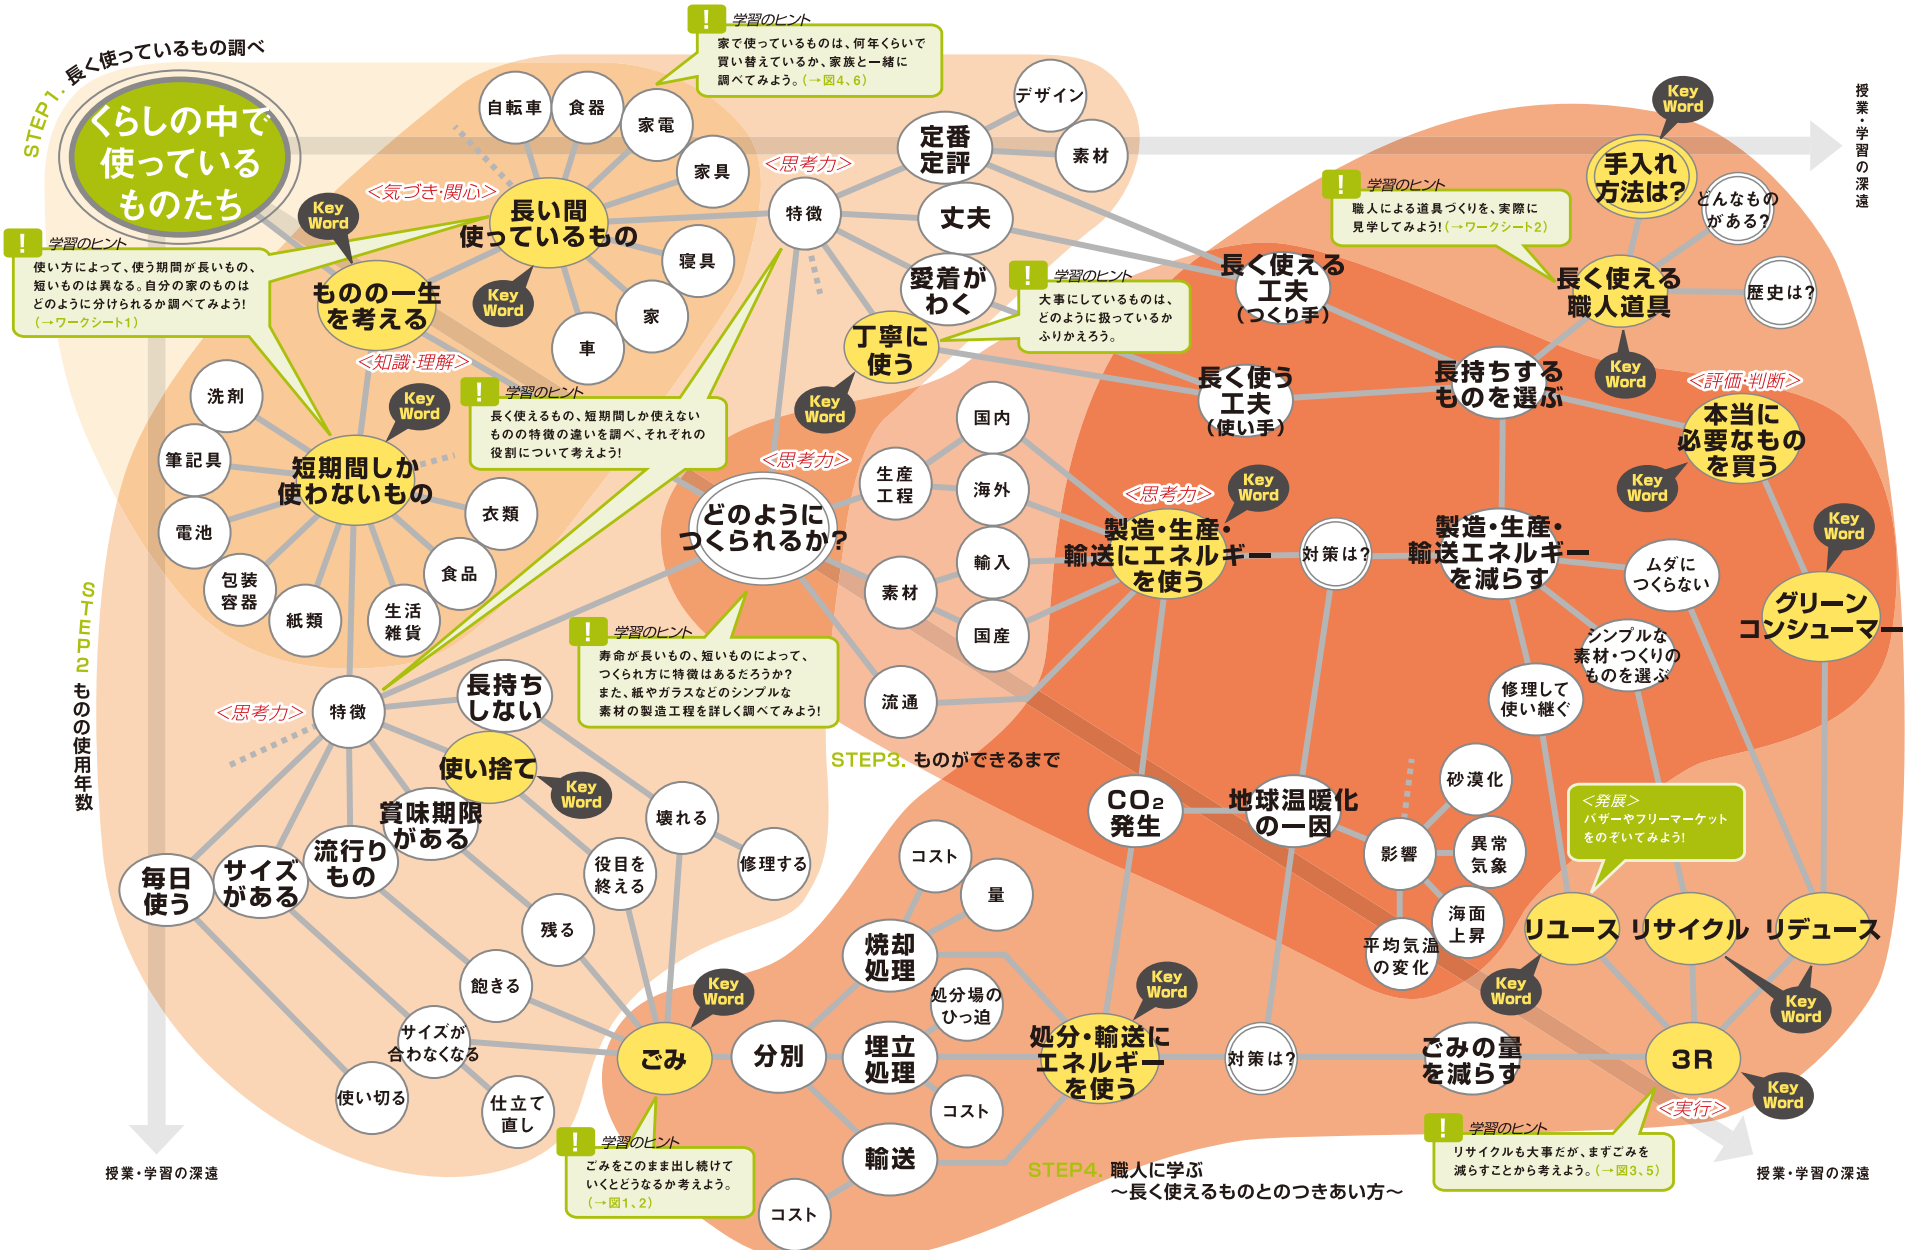 STEP1. 長く使っているもの調べ
くらしの中で
使っている
ものたち
!
学習のヒント
家で使っているものは、何年くらいで
買い替えているか、家族と一緒に
調べてみよう。(→図4、6)
自転車
食器
家電
家具
寝具
家
車
<気づき・関心>
長い間
使っているもの
Key
Word
Key
Word
!
学習のヒント
使い方によって、使う期間が長いもの、
短いものは異なる。自分の家のものは
どのように分けられるか調べてみよう!
(→ワークシート1)
ものの一生
を考える
<知識・理解>
Key
Word
洗剤
筆記具
電池
包装
容器
紙類
生活
雑貨
食品
衣類
短期間しか
使わないもの
!
学習のヒント
長く使えるもの、短期間しか使えない
ものの特徴の違いを調べ、それぞれの
役割について考えよう!
<思考力>
特徴
定番
定評
デザイン
素材
丈夫
愛着が
わく
丁寧に
使う
Key
Word
!
学習のヒント
大事にしているものは、
どのように扱っているか
ふりかえろう。
長く使える
工夫
(つくり手)
長く使う
工夫
(使い手)
長持ちする
ものを選ぶ
!
学習のヒント
職人による道具づくりを、実際に
見学してみよう!(→ワークシート2)
Key
Word
手入れ
方法は?
どんなもの
がある?
長く使える
職人道具
歴史は?
Key
Word
授業・学習の深遠
<評価・判断>
本当に
必要なもの
を買う
Key
Word
Key
Word
グリーン
コンシューマー
STEP2 ものの使用年数
<思考力>
どのように
つくられるか?
生産
工程
国内
海外
素材
輸入
国産
流通
<思考力>
Key
Word
製造・生産・
輸送にエネルギー
を使う
対策は?
製造・生産・
輸送エネルギー
を減らす
ムダに
つくらない
シンプルな
素材・つくりの
ものを選ぶ
修理して
使い継ぐ
!
学習のヒント
寿命が長いもの、短いものによって、
つくられ方に特徴はあるだろうか?
また、紙やガラスなどのシンプルな
素材の製造工程を詳しく調べてみよう!
STEP3. ものができるまで
<思考力>
特徴
長持ち
しない
使い捨て
Key
Word
賞味期限
がある
流行り
もの
サイズ
がある
毎日
使う
壊れる
修理する
役目を
終える
残る
飽きる
サイズが
合わなくなる
使い切る
仕立て
直し
CO2
発生
地球温暖化
の一因
影響
砂漠化
異常
気象
海面
上昇
平均気温
の変化
<発展>
バザーやフリーマーケット
をのぞいてみよう!
リユース
リサイクル
リデュース
Key
Word
Key
Word
Key
Word
ごみ
分別
焼却
処理
コスト
量
埋立
処理
処分場の
ひっ迫
コスト
輸送
コスト
Key
Word
処分・輸送に
エネルギー
を使う
対策は?
ごみの量
を減らす
3R
Key
Word
<実行>
!
学習のヒント
ごみをこのまま出し続けて
いくとどうなるか考えよう。
(→図1、2)
STEP4. 職人に学ぶ
〜長く使えるものとのつきあい方〜
!
学習のヒント
リサイクルも大事だが、まずごみを
減らすことから考えよう。(→図3、5)
授業・学習の深遠
授業・学習の深遠